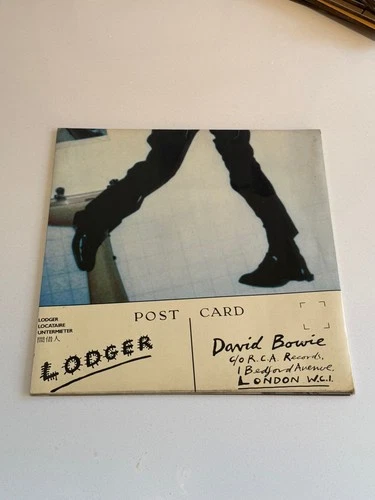 POST CARD
LODGER
LOCATAIRE
UNTERMIETER
間借人
LODGER
David Bowie
c/o R.C.A. Records,
1 Bedford Avenue,
LONDON W.C.1.